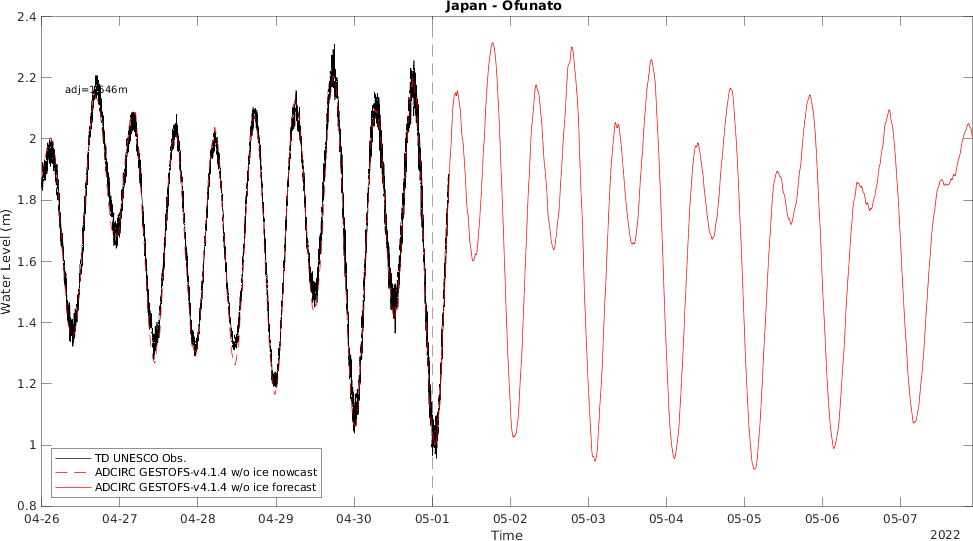 Japan - Ofunato
2.4
2.2
2
1.8
1.6
1.4
1.2
1
0.8
Water Level (m)
adj=1.646m
TD UNESCO Obs.
ADCIRC GESTOFS-v4.1.4 w/o ice nowcast
ADCIRC GESTOFS-v4.1.4 w/o ice forecast
04-26 04-27 04-28 04-29 04-30 05-01 05-02 05-03 05-04 05-05 05-06 05-07
Time
2022